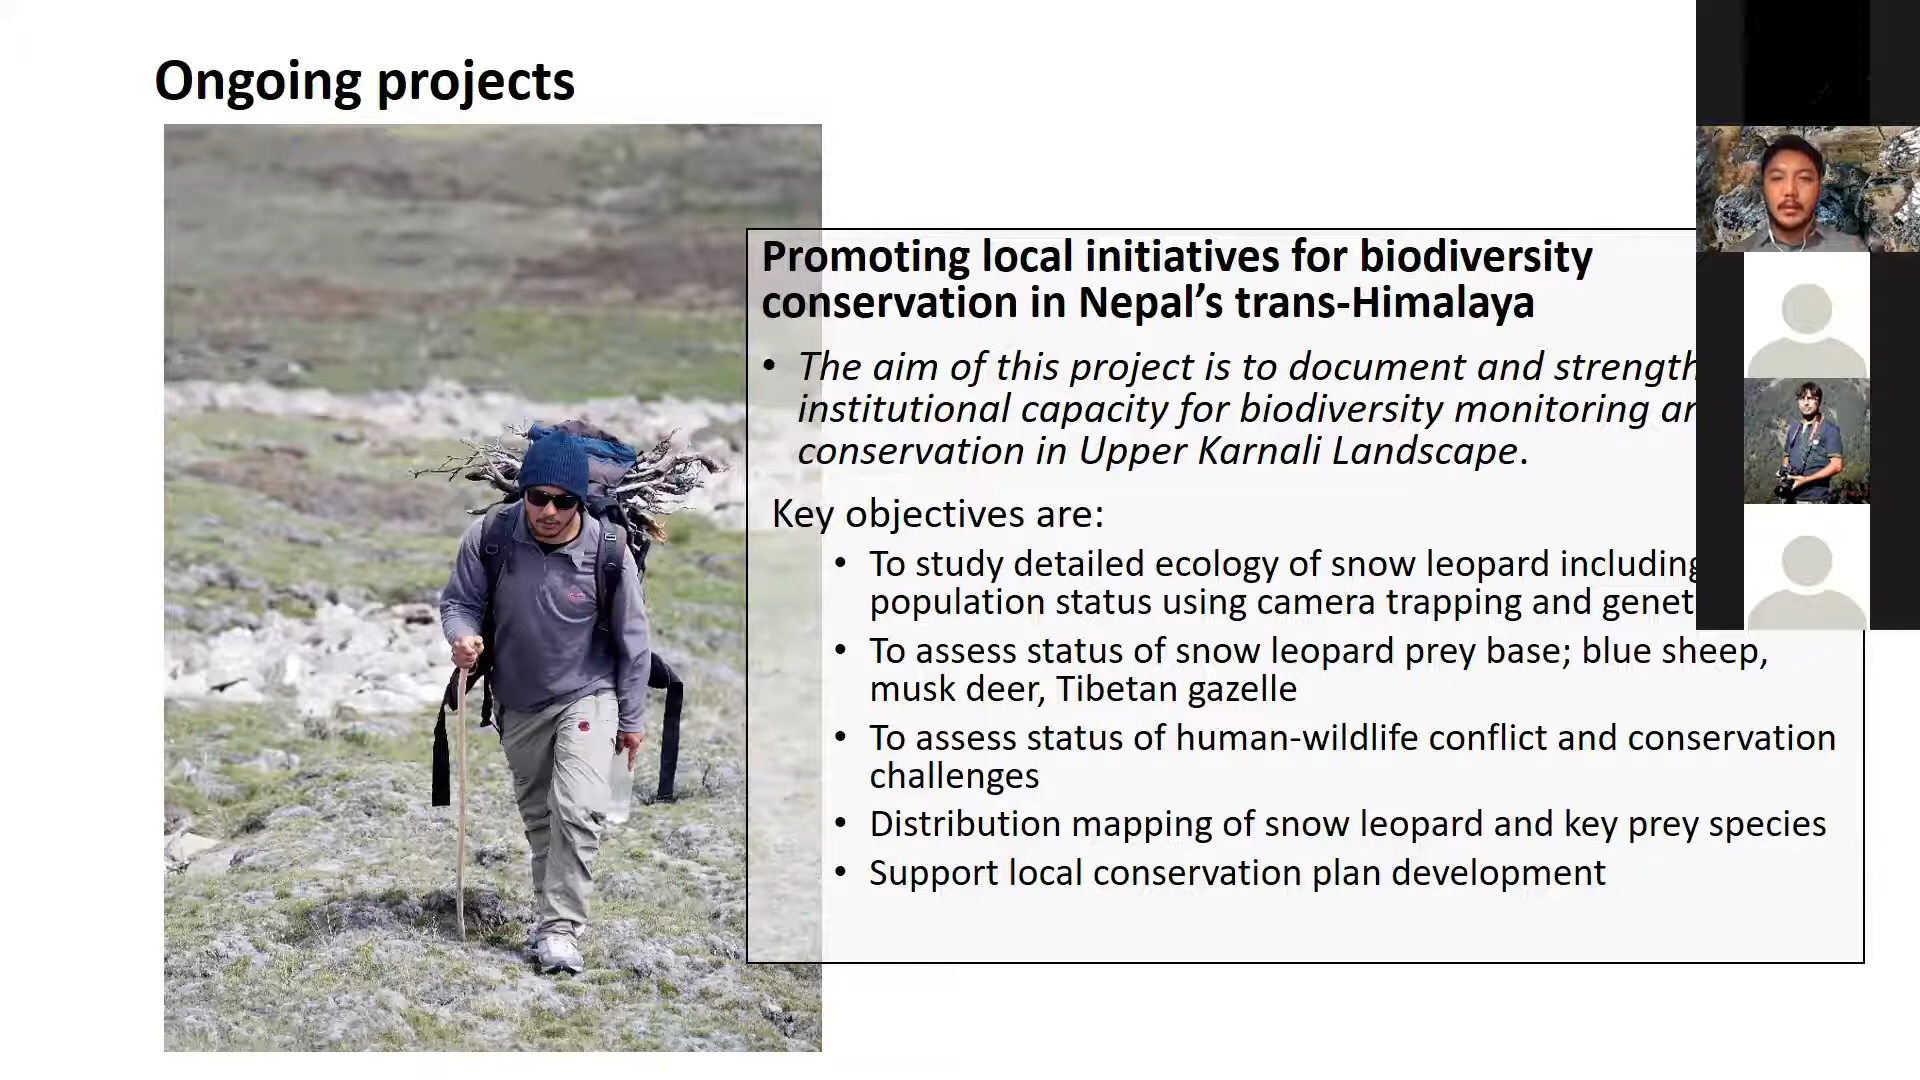 Ongoing projects
Promoting local initiatives for biodiversity
conservation in Nepal’s trans-Himalaya
• The aim of this project is to document and
institutional capacity for biodiversity monitoring
conservation in Upper Karnali Landscape.
Key objectives are:
• To study detailed ecology of snow leopard including
population status using camera trapping and
• To assess status of snow leopard prey base; blue sheep,
musk deer, Tibetan gazelle
• To assess status of human-wildlife conflict and conservation
challenges
• Distribution mapping of snow leopard and key prey species
• Support local conservation plan development